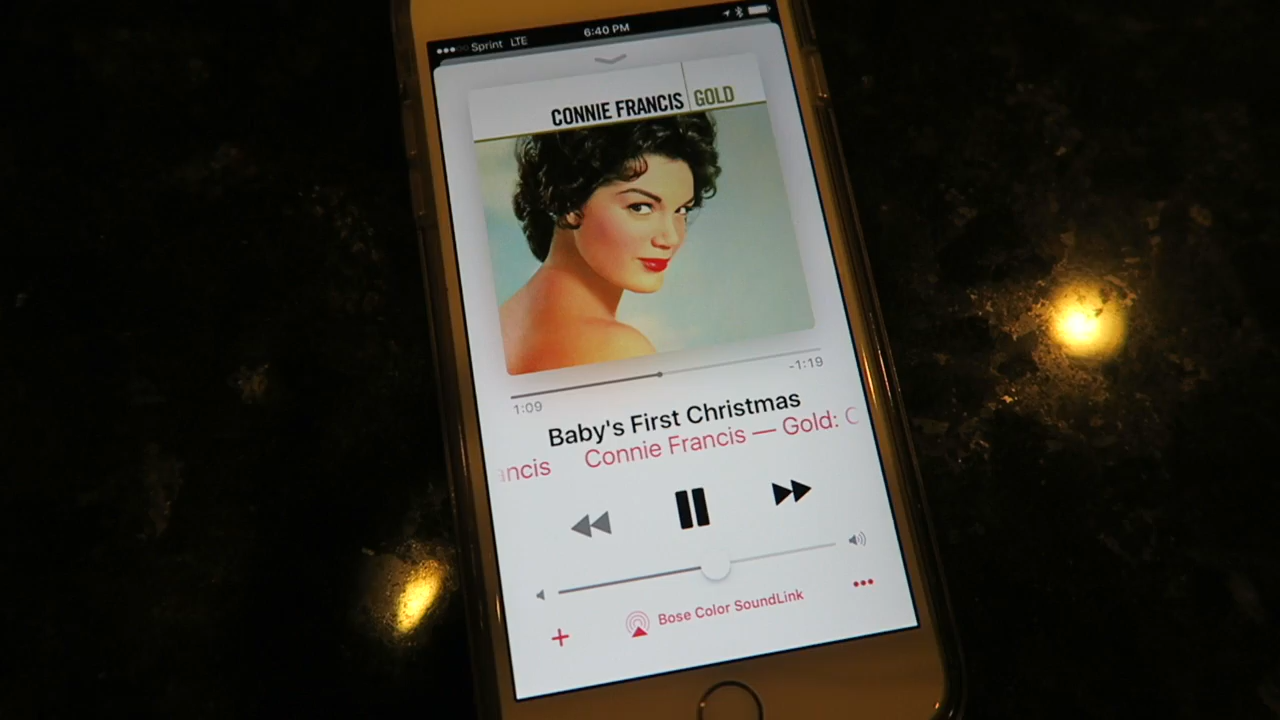 Sprint LTE 6:40 PM
CONNIE FRANCIS GOLD
1:09 -1:19
Baby's First Christmas
ncis Connie Francis — Gold: C
Bose Color SoundLink